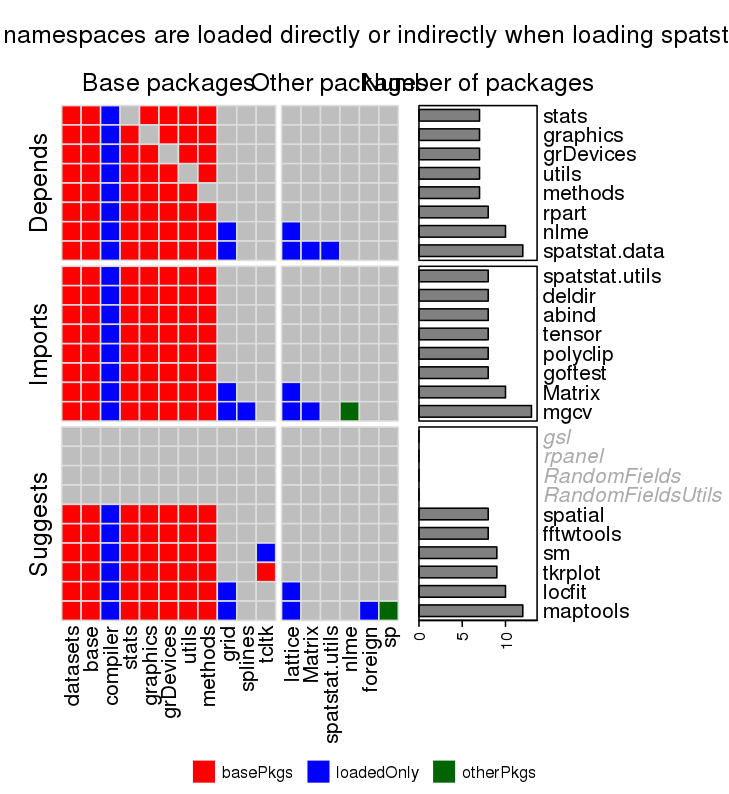 namespaces are loaded directly or indirectly when loading spatst
Base packages
Other packages
Number of packages
Depends
stats
graphics
grDevices
utils
methods
rpart
nlme
spatstat.data
Imports
spatstat.utils
deldir
abind
tensor
polyclip
goftest
Matrix
mgcv
Suggests
gsl
rpanel
RandomFields
RandomFieldsUtils
spatial
fftwtools
sm
tkrplot
locfit
maptools
datasets
base
compiler
stats
graphics
grDevices
utils
methods
grid
splines
tcltk
lattice
Matrix
spatstat.utils
nlme
foreign
sp
0
5
10
basePkgs
loadedOnly
otherPkgs